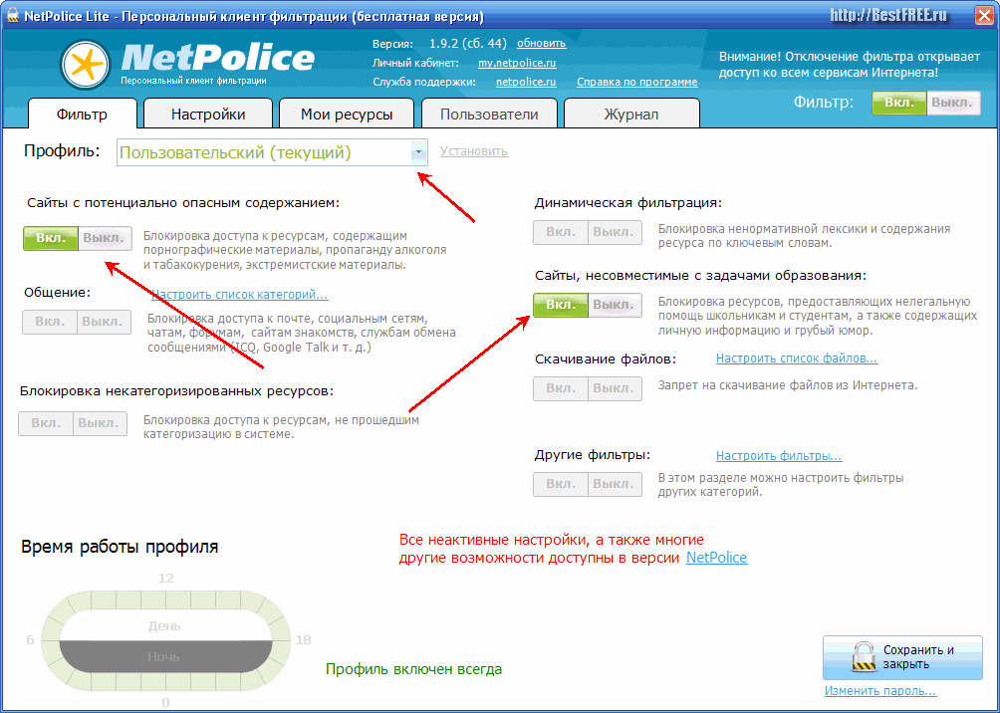 NetPolice Lite - Персональный клиент фильтрации (бесплатная версия)
http://BestFREE.ru
NetPolice
Персональный клиент фильтрации
Версия: 1.9.2 (сб. 44) обновить
Личный кабинет: my.netpolice.ru
Служба поддержки: netpolice.ru Справка по программе
Внимание! Отключение фильтра открывает
доступ ко всем сервисам Интернета!
Фильтр: Вкл. Выкл.
Фильтр Настройки Мои ресурсы Пользователи Журнал
Профиль: Пользовательский (текущий) Установить
Сайты с потенциально опасным содержанием:
Вкл. Выкл.
Блокировка доступа к ресурсам, содержащим
порнографические материалы, пропаганду алкоголя
и табакокурения, экстремистские материалы.
Общение:
Настроить список категорий...
Вкл. Выкл.
Блокировка доступа к почте, социальным сетям,
чатам, форумам, сайтам знакомств, службам обмена
сообщениями (ICQ, Google Talk и т. д.)
Блокировка некатегоризированных ресурсов:
Вкл. Выкл.
Блокировка доступа к ресурсам, не прошедшим
категоризацию в системе.
Динамическая фильтрация:
Вкл. Выкл.
Блокировка ненормативной лексики и содержания
ресурса по ключевым словам.
Сайты, несовместимые с задачами образования:
Вкл. Выкл.
Блокировка ресурсов, предоставляющих нелегальную
помощь школьникам и студентам, а также содержащих
личную информацию и грубый юмор.
Скачивание файлов: Настроить список файлов...
Вкл. Выкл.
Запрет на скачивание файлов из Интернета.
Другие фильтры: Настроить фильтры...
Вкл. Выкл.
В этом разделе можно настроить фильтры
других категорий.
Время работы профиля
Все неактивные настройки, а также многие
другие возможности доступны в версии NetPolice
12
День
6
18
Ночь
0
Профиль включен всегда
Сохранить и
закрыть
Изменить пароль...